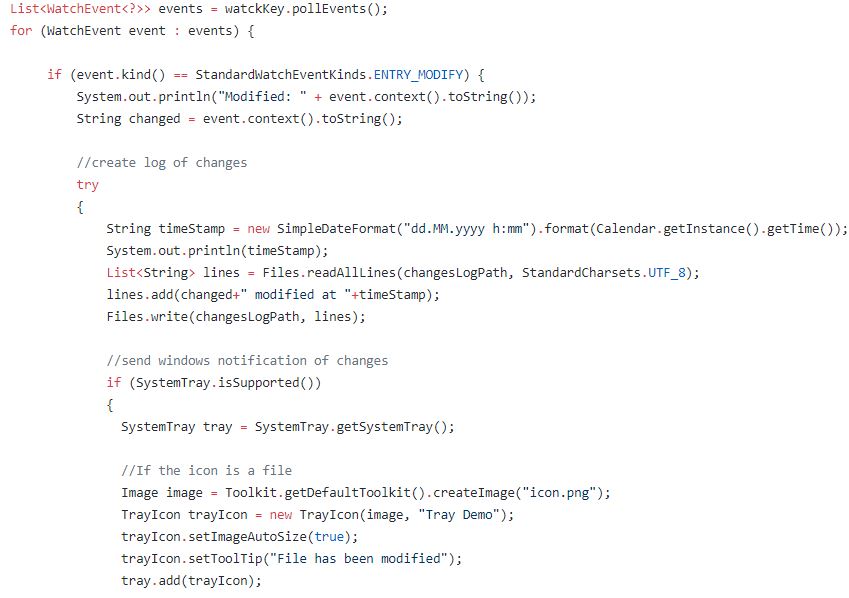 List<WatchEvent<?>> events = watckKey.pollEvents();
for (WatchEvent event : events) {
if (event.kind() == StandardWatchEventKinds.ENTRY_MODIFY) {
System.out.println("Modified: " + event.context().toString());
String changed = event.context().toString();
//create log of changes
try
{
String timeStamp = new SimpleDateFormat("dd.MM.yyyy h:mm").format(Calendar.getInstance().getTime());
System.out.println(timeStamp);
List<String> lines = Files.readAllLines(changesLogPath, StandardCharsets.UTF_8);
lines.add(changed+" modified at "+timeStamp);
Files.write(changesLogPath, lines);
//send windows notification of changes
if (SystemTray.isSupported())
{
SystemTray tray = SystemTray.getSystemTray();
//If the icon is a file
Image image = Toolkit.getDefaultToolkit().createImage("icon.png");
TrayIcon trayIcon = new TrayIcon(image, "Tray Demo");
trayIcon.setImageAutoSize(true);
trayIcon.setToolTip("File has been modified");
tray.add(trayIcon);